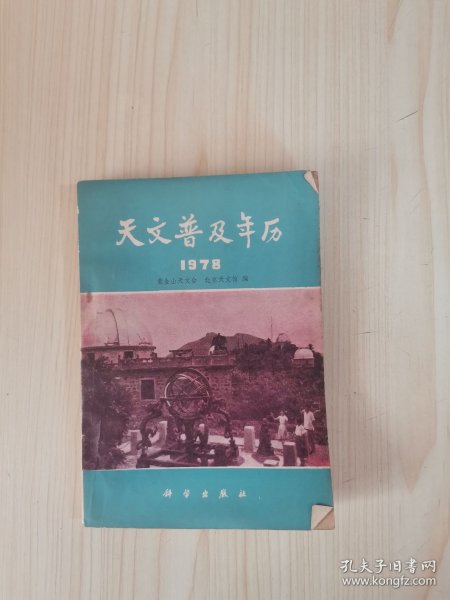 天文普及年历
1978
紫金山天文台 北京天文馆 编
科学出版社
孔夫子旧书网
www.kongfz.com